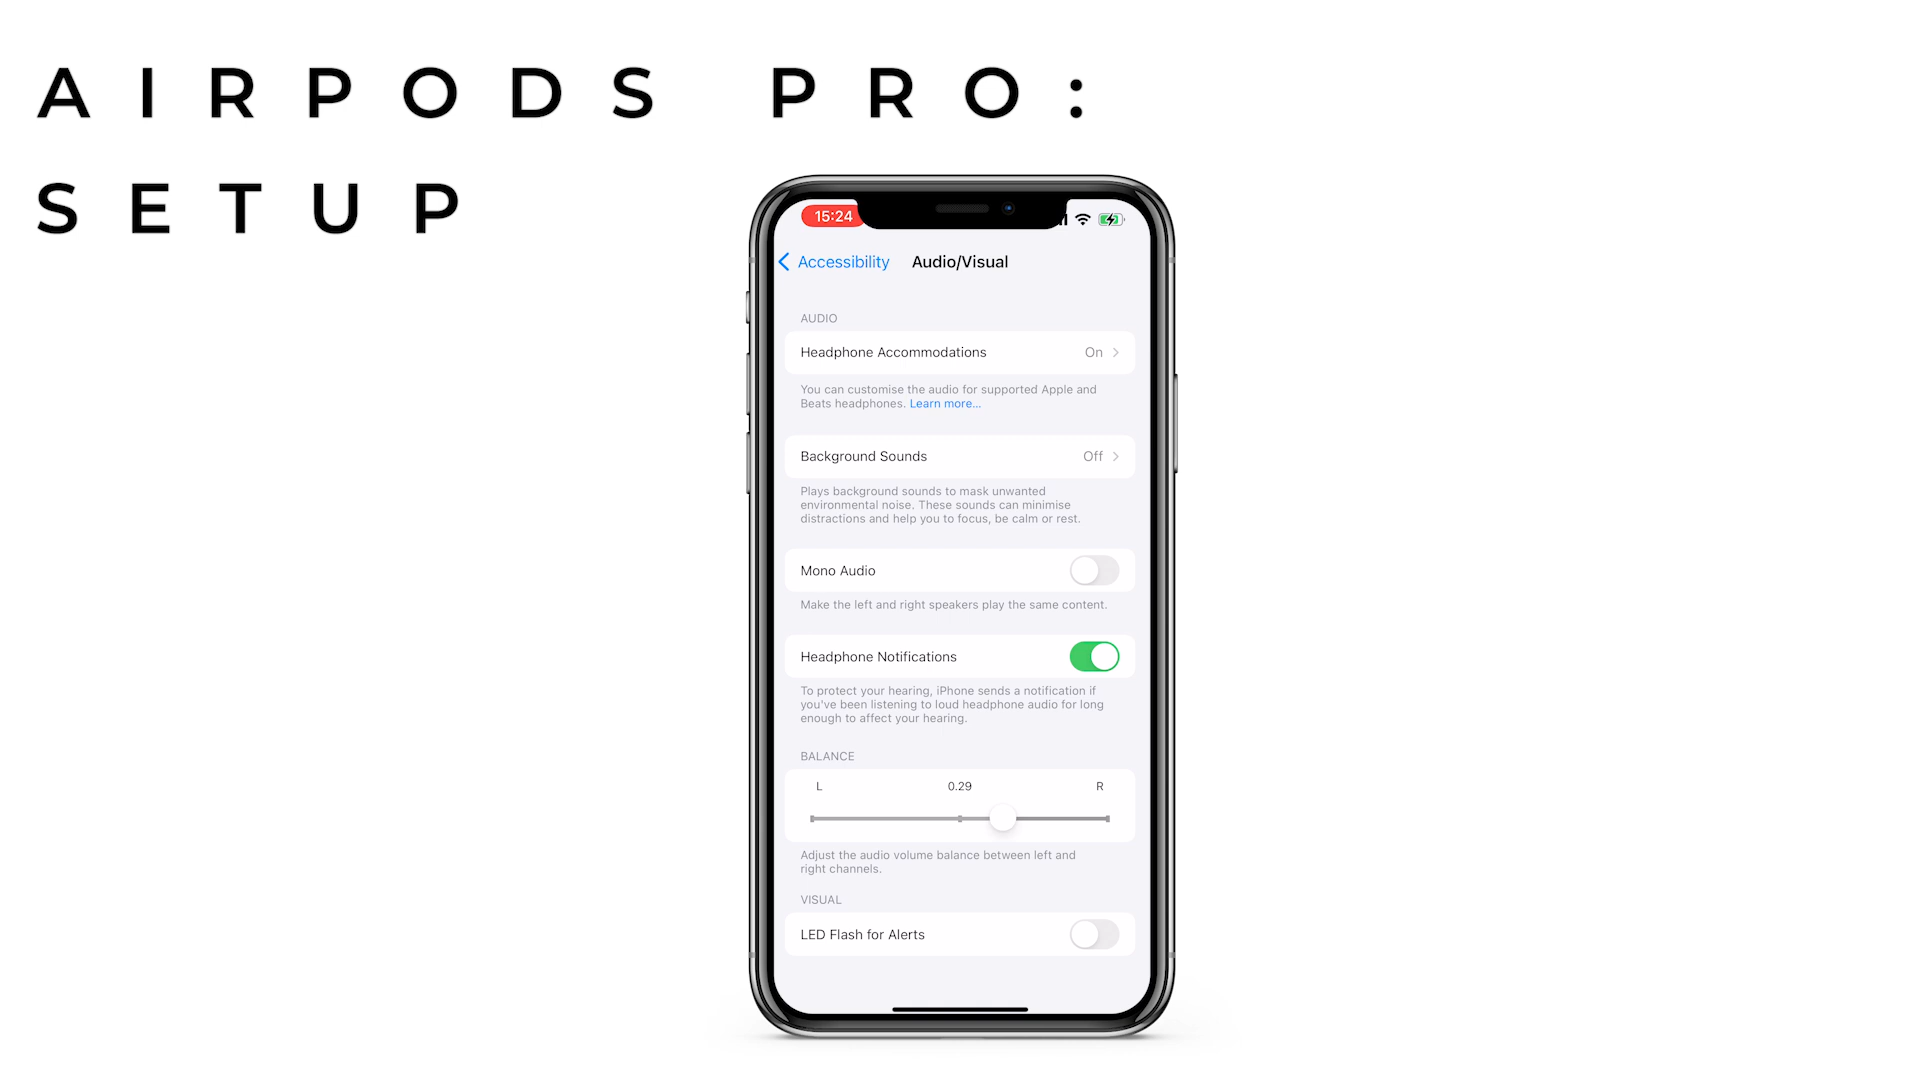 AIRPODS PRO:
SETUP
15:24
Accessibility Audio/Visual
AUDIO
Headphone Accommodations On
You can customise the audio for supported Apple and
Beats headphones. Learn more...
Background Sounds Off
Plays background sounds to mask unwanted
environmental noise. These sounds can minimise
distractions and help you to focus, be calm or rest.
Mono Audio
Make the left and right speakers play the same content.
Headphone Notifications
To protect your hearing, iPhone sends a notification if
you've been listening to loud headphone audio for long
enough to affect your hearing.
BALANCE
L 0.29 R
Adjust the audio volume balance between left and
right channels.
VISUAL
LED Flash for Alerts